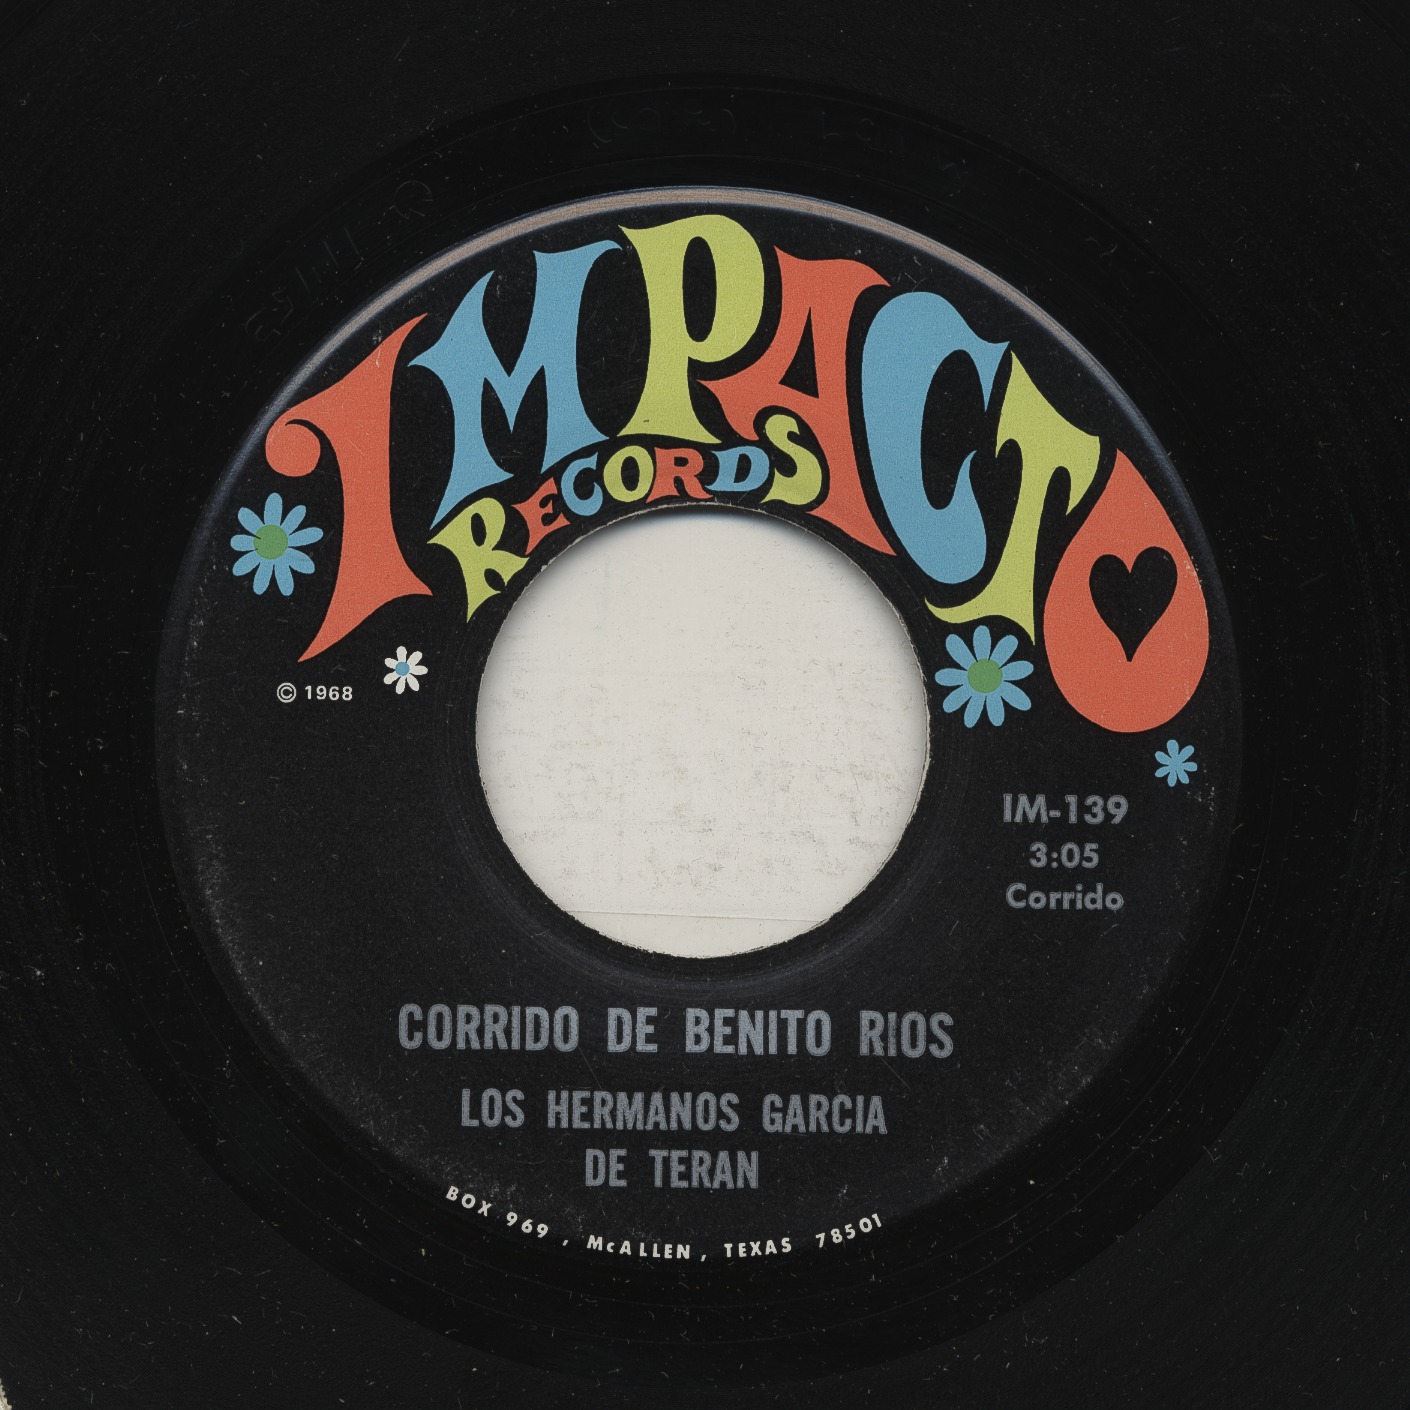 IMPACTO
RECORDS
© 1968
IM-139
3:05
Corrido
CORRIDO DE BENITO RIOS
LOS HERMANOS GARCIA
DE TERAN
BOX 969, McALLEN, TEXAS 78501